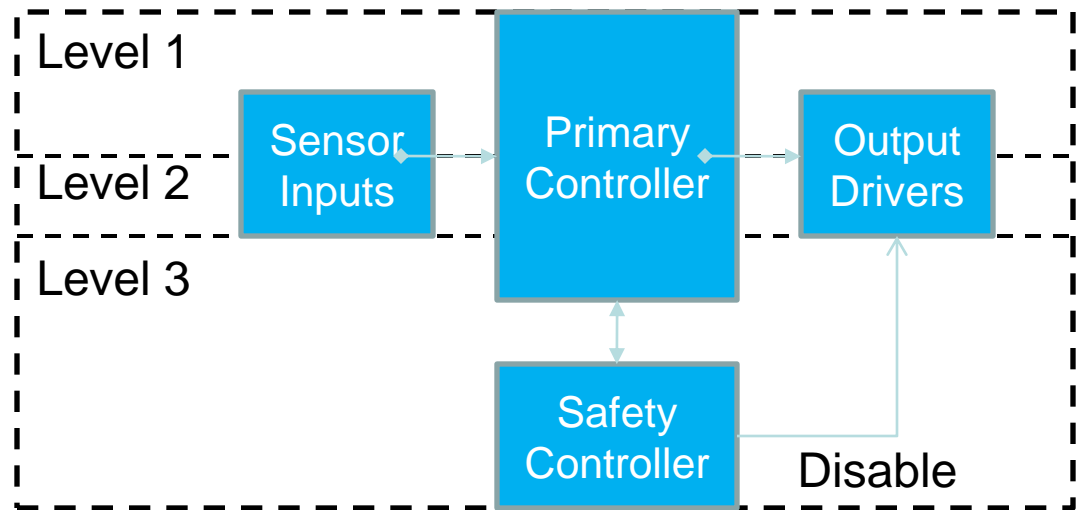 Level 1
Level 2
Level 3
Sensor
Inputs
Primary
Controller
Output
Drivers
Safety
Controller
Disable